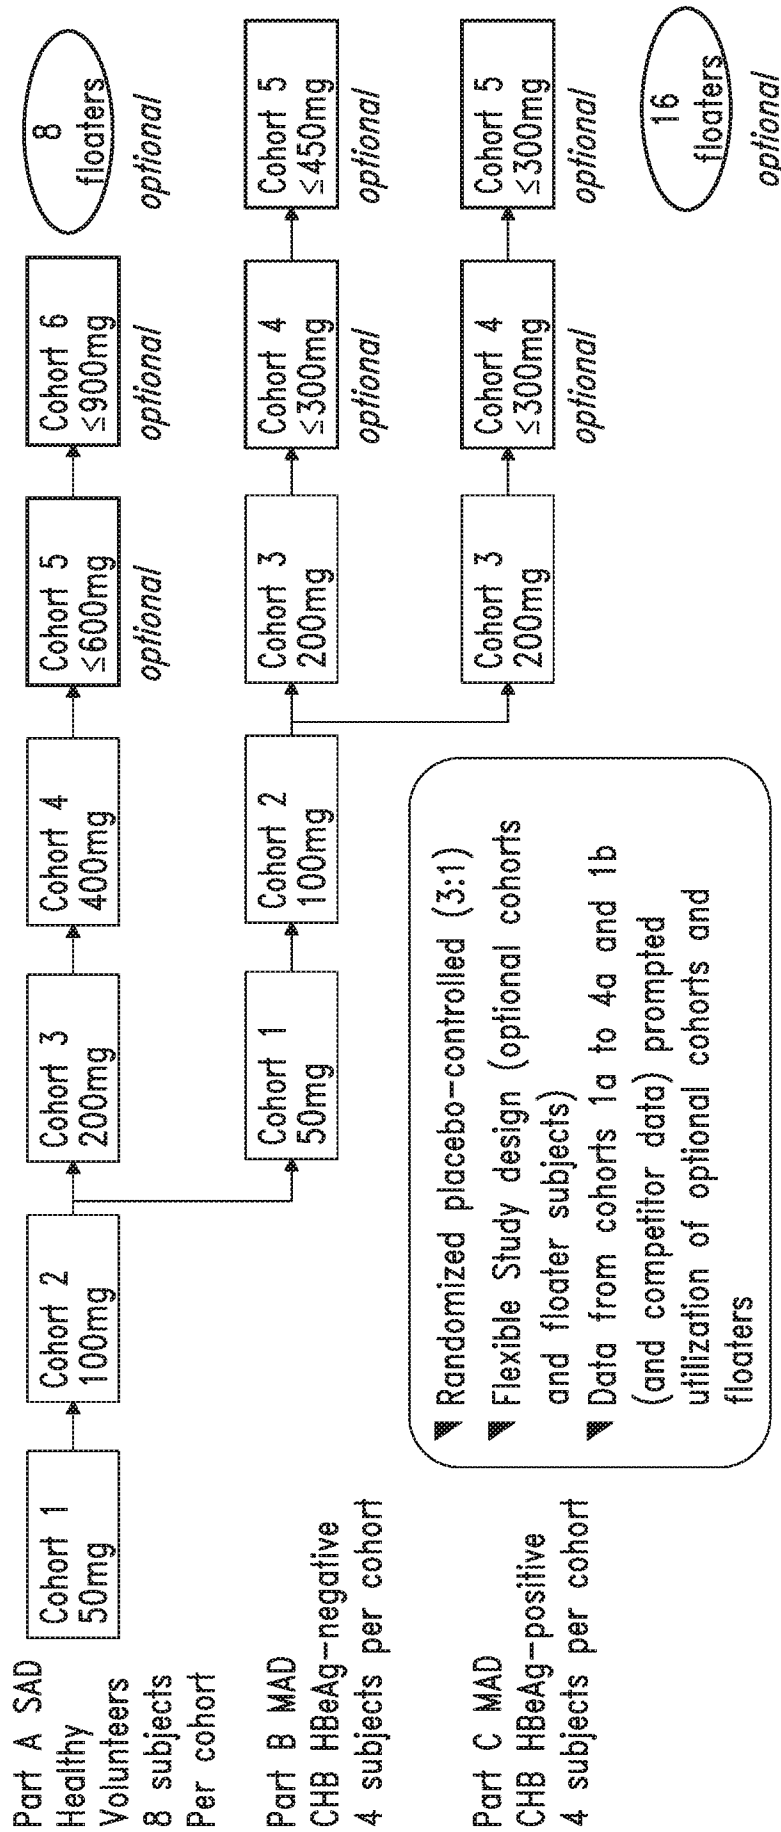 Part A SAD
Healthy
Volunteers
8 subjects
Per cohort
Cohort 1
50mg
Cohort 2
100mg
Cohort 3
200mg
Cohort 4
400mg
Cohort 5
≤600mg
optional
Cohort 6
≤900mg
optional
8
floaters
optional
Part B MAD
CHB HBeAg-negative
4 subjects per cohort
Cohort 1
50mg
Cohort 2
100mg
Cohort 3
200mg
Cohort 4
≤300mg
optional
Cohort 5
≤450mg
optional
Part C MAD
CHB HBeAg-positive
4 subjects per cohort
Cohort 3
200mg
Cohort 4
≤300mg
optional
Cohort 5
≤300mg
optional
16
floaters
optional
Randomized placebo-controlled (3:1)
Flexible Study design (optional cohorts
and floater subjects)
Data from cohorts 1a to 4a and 1b
(and competitor data) prompted
utilization of optional cohorts and
floaters